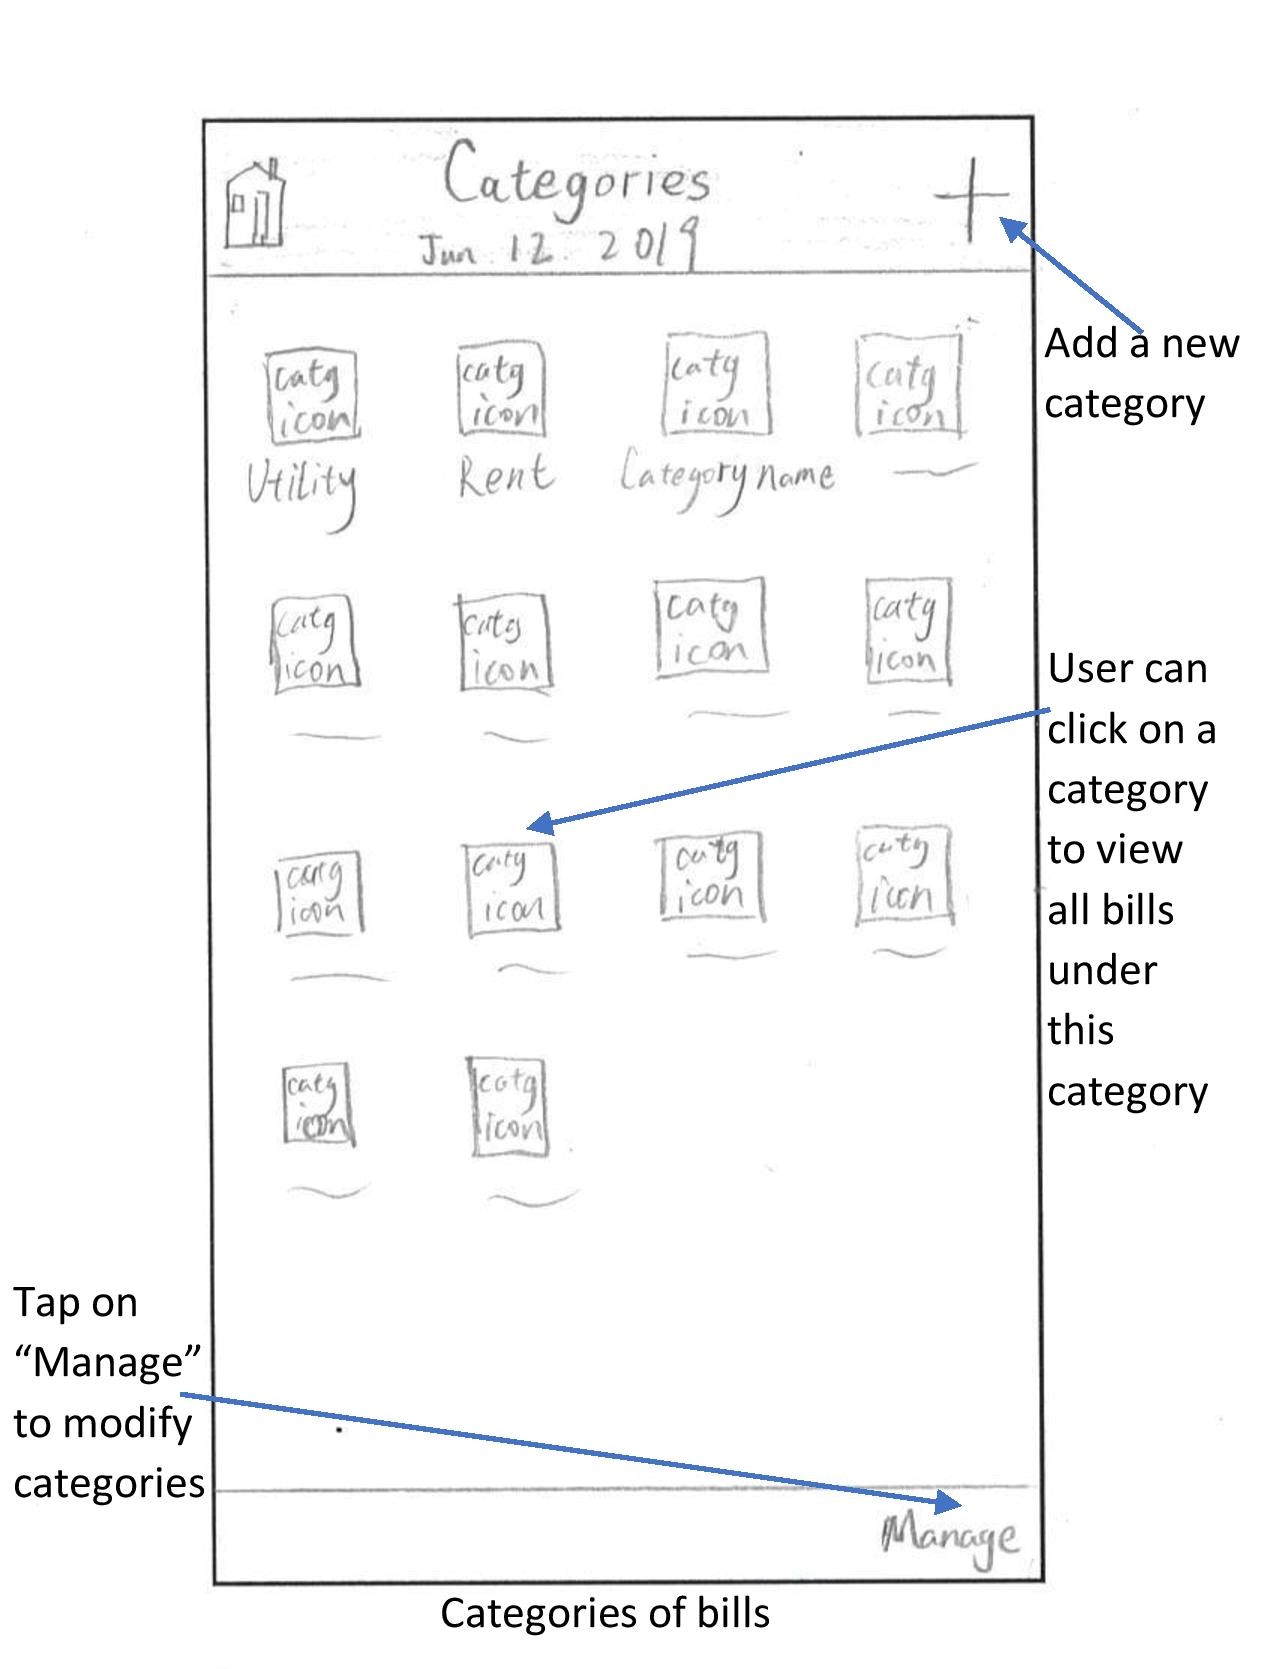 Categories
Jun 12 2019
Add a new
category
catg
icon
catg
icon
catg
icon
catg
icon
Utility
Rent
Category name
catg
icon
catg
icon
catg
icon
catg
icon
User can
click on a
category
to view
all bills
under
this
category
catg
icon
catg
icon
catg
icon
catg
icon
catg
icon
catg
icon
Tap on
“Manage”
to modify
categories
Manage
Categories of bills